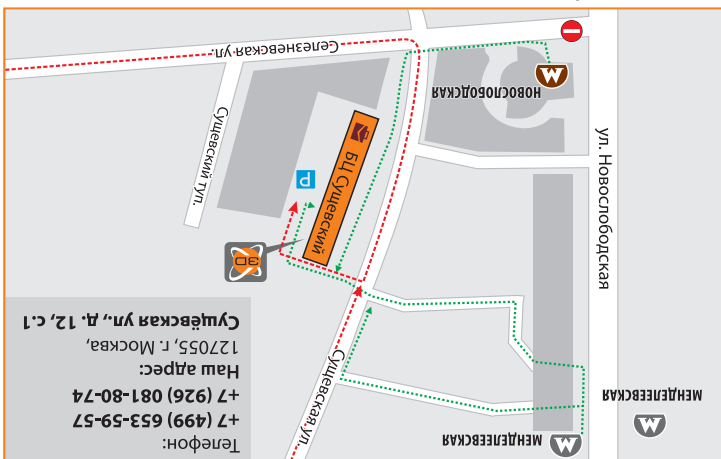 М
МЕНДЕЛЕЕВСКАЯ
М
МЕНДЕЛЕЕВСКАЯ
Телефон:
+7 (499) 653-59-57
+7 (926) 081-80-74
Наш адрес:
127055, г. Москва,
Сущёвская ул., д. 12, с.1
Сущевская ул.
3D
ул. Новослободская
БЦ Сущевский
P
Сущевский туп.
НОВОСЛОБОДСКАЯ
М
Селезневская ул.